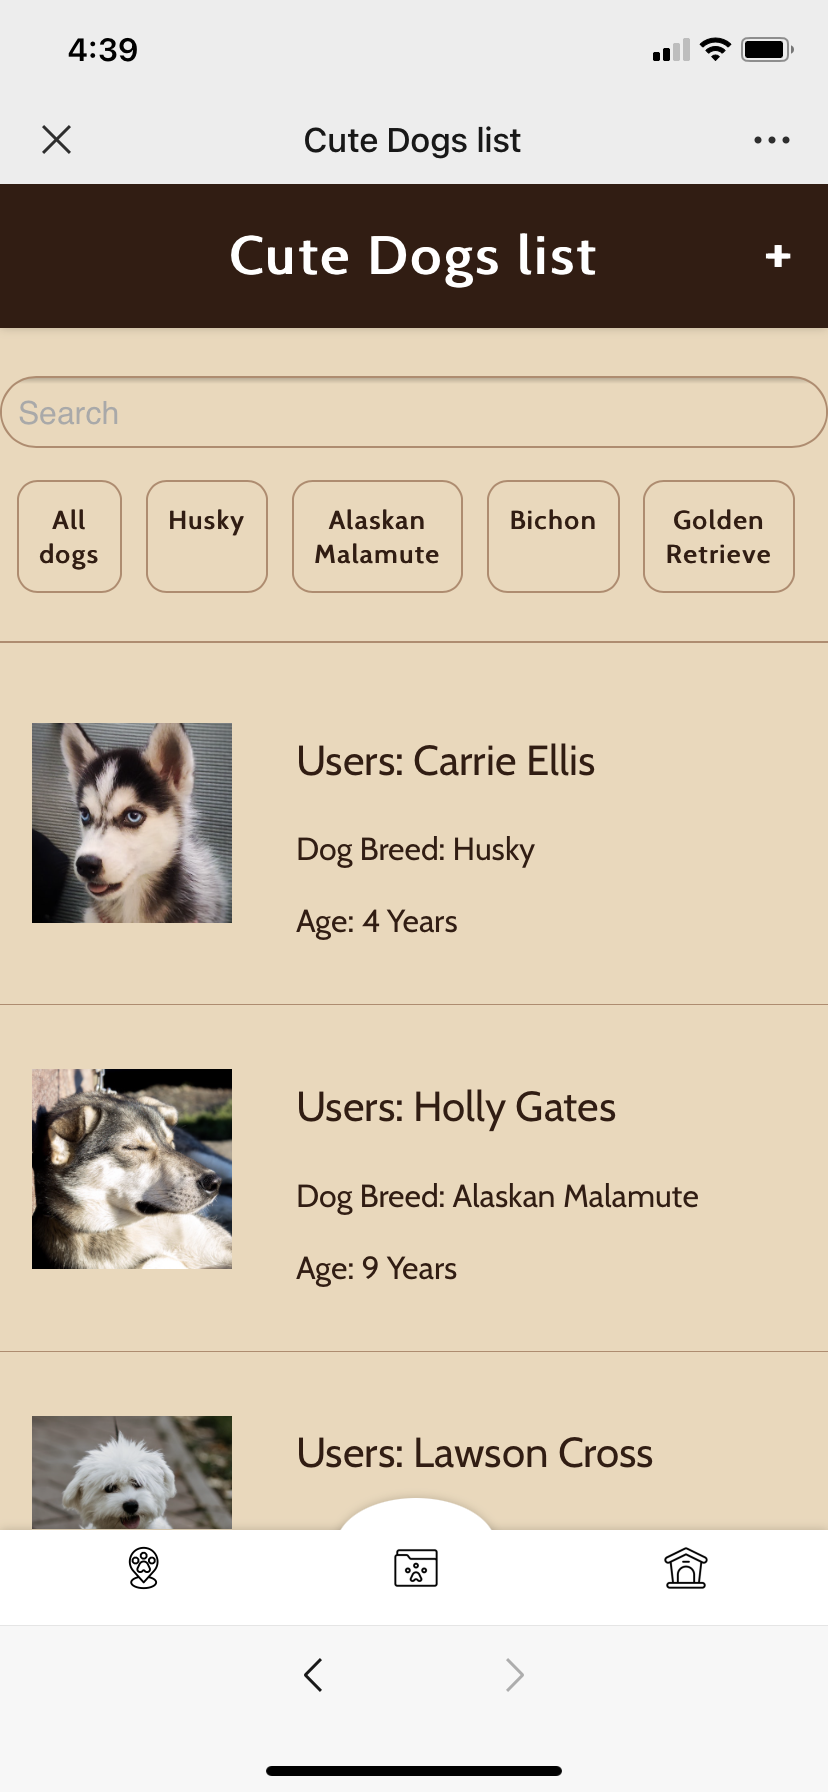 4:39
Cute Dogs list
Cute Dogs list
Search
All
dogs
Husky
Alaskan
Malamute
Bichon
Golden
Retrieve
Users: Carrie Ellis
Dog Breed: Husky
Age: 4 Years
Users: Holly Gates
Dog Breed: Alaskan Malamute
Age: 9 Years
Users: Lawson Cross